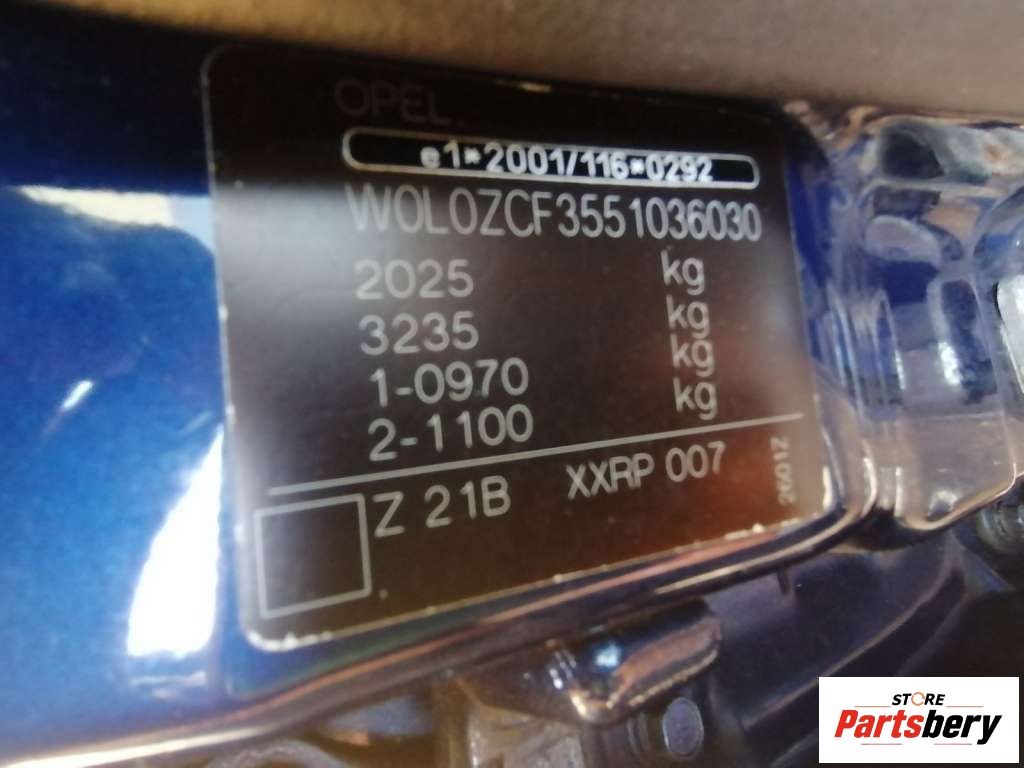 OPEL
e1*2001/116*0292
W0L0ZCF3551036030
2025 kg
3235 kg
1-0970 kg
2-1100 kg
Z 21B XXRP 007 2601Z
STORE
Partsbery